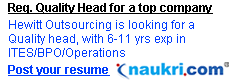 Req. Quality Head for a top company
Hewitt Outsourcing is looking for a
Quality head, with 6-11 yrs exp in
ITES/BPO/Operations
Post your resume naukri.com